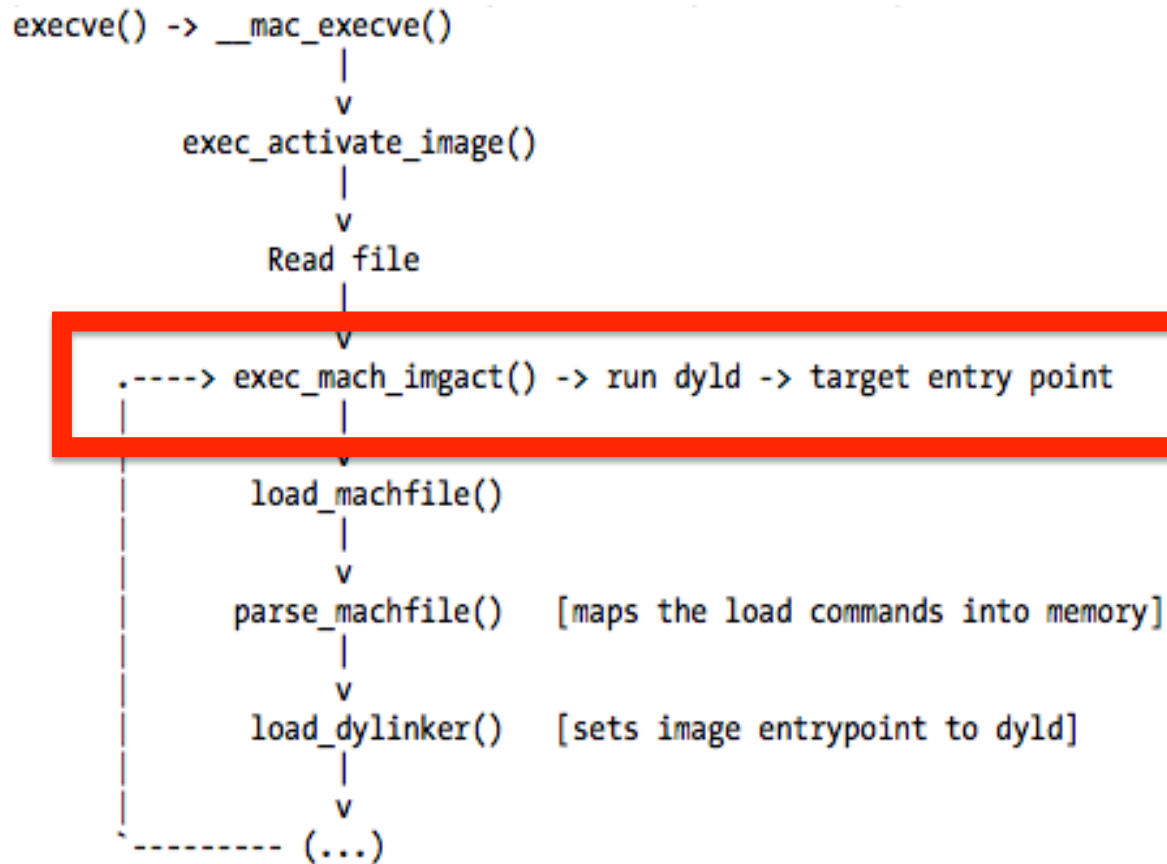 execve() -> __mac_execve()
|
v
exec_activate_image()
|
v
Read file
|
v
.----> exec_mach_imgact() -> run dyld -> target entry point
| |
| v
| load_machfile()
| |
| v
| parse_machfile() [maps the load commands into memory]
| |
| v
| load_dylinker() [sets image entrypoint to dyld]
| |
| v
`--------- (...)